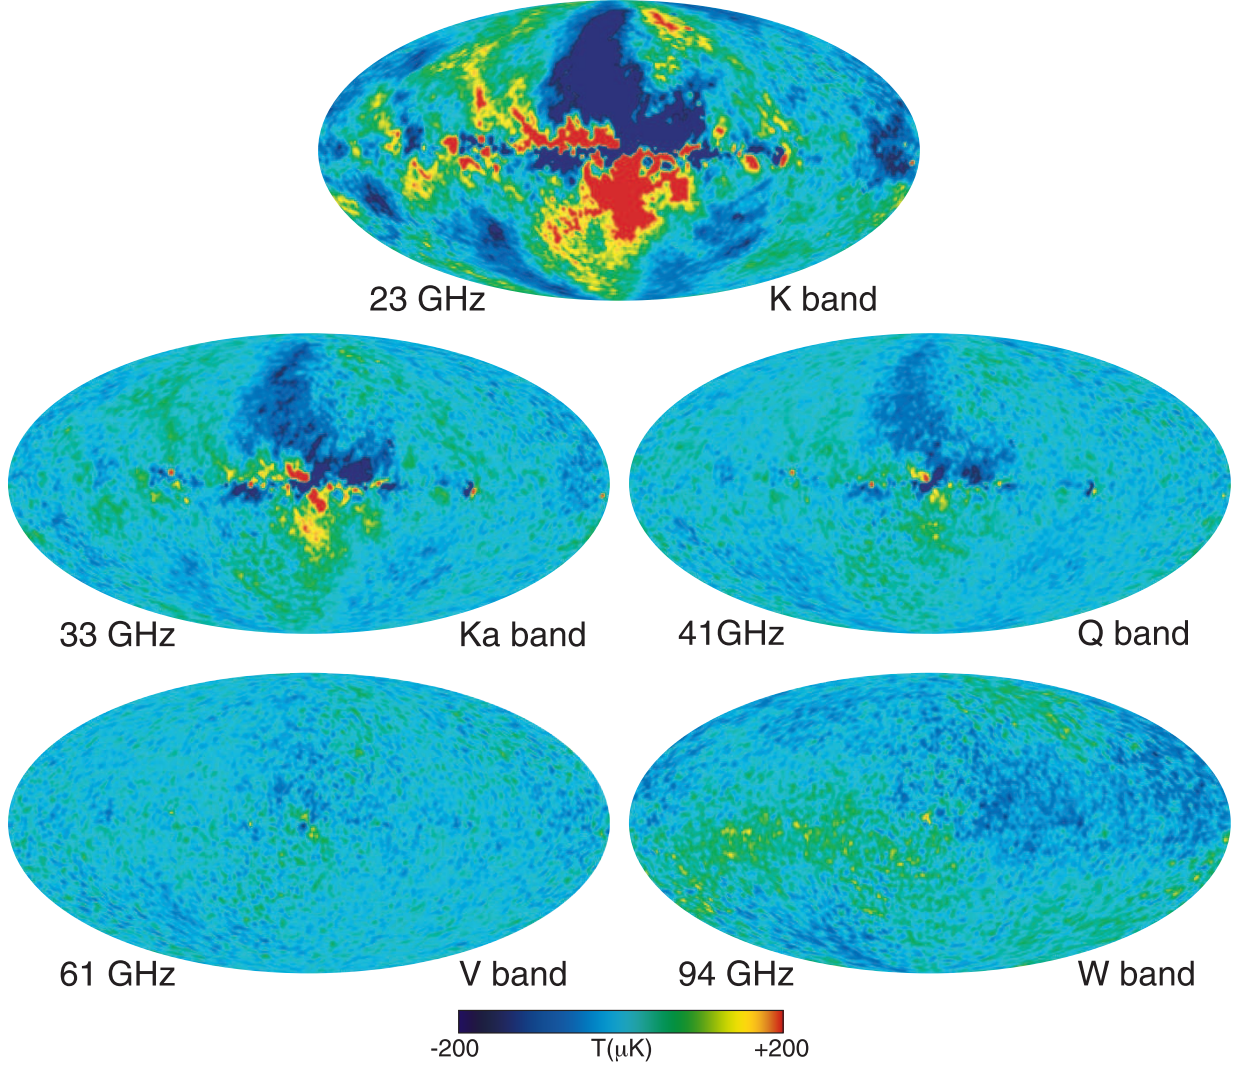 23 GHz K band
33 GHz Ka band 41GHz Q band
61 GHz V band 94 GHz W band
-200 T(μK) +200